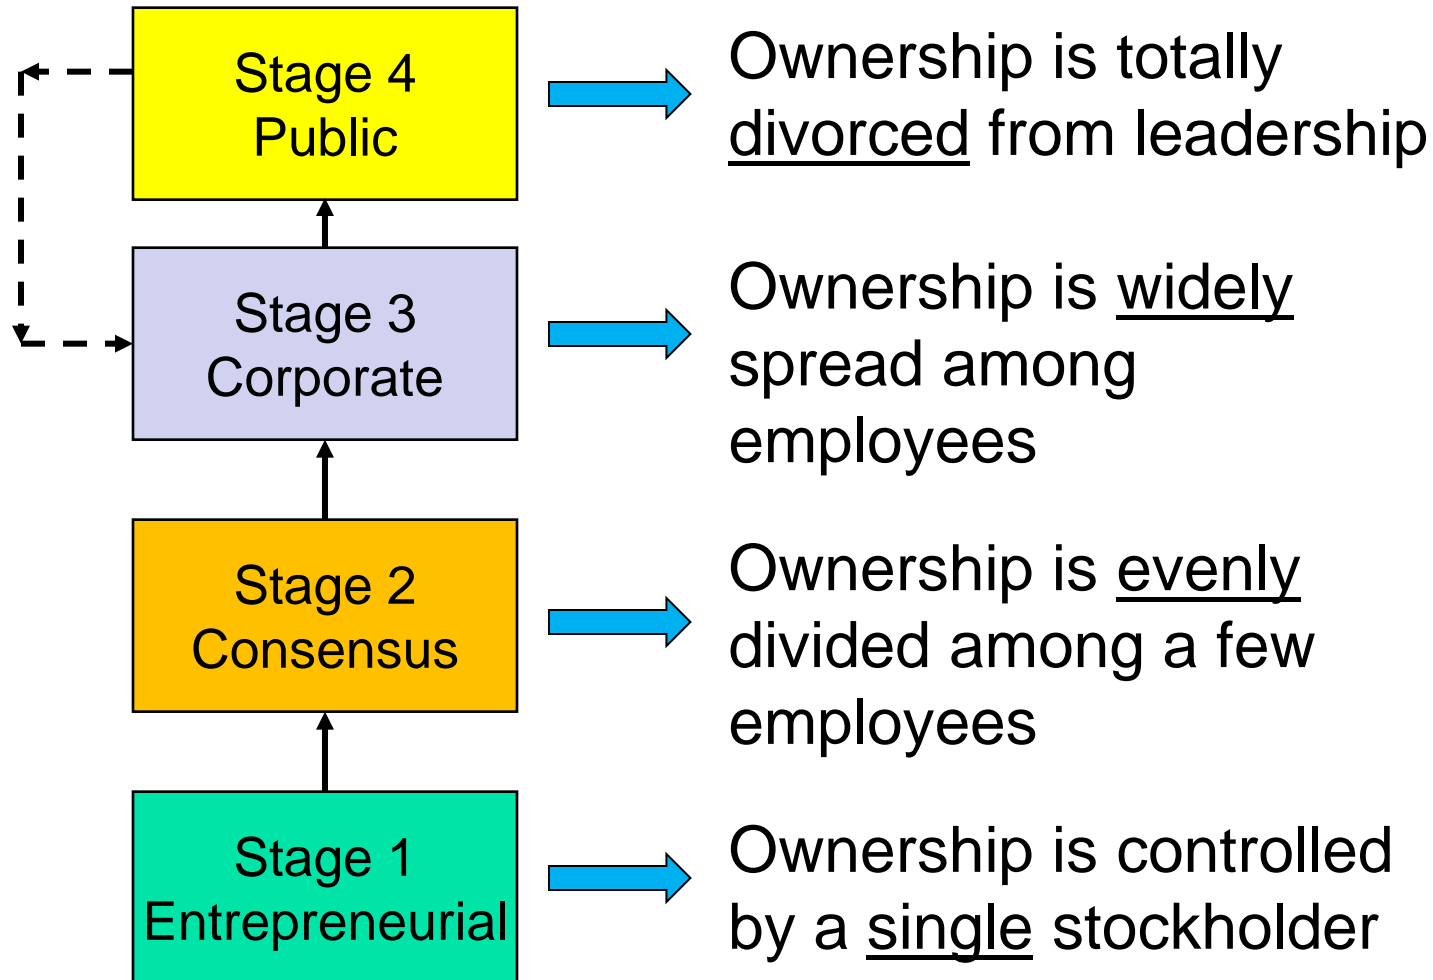 Stage 4
Public
Ownership is totally
divorced from leadership
Stage 3
Corporate
Ownership is widely
spread among
employees
Stage 2
Consensus
Ownership is evenly
divided among a few
employees
Stage 1
Entrepreneurial
Ownership is controlled
by a single stockholder